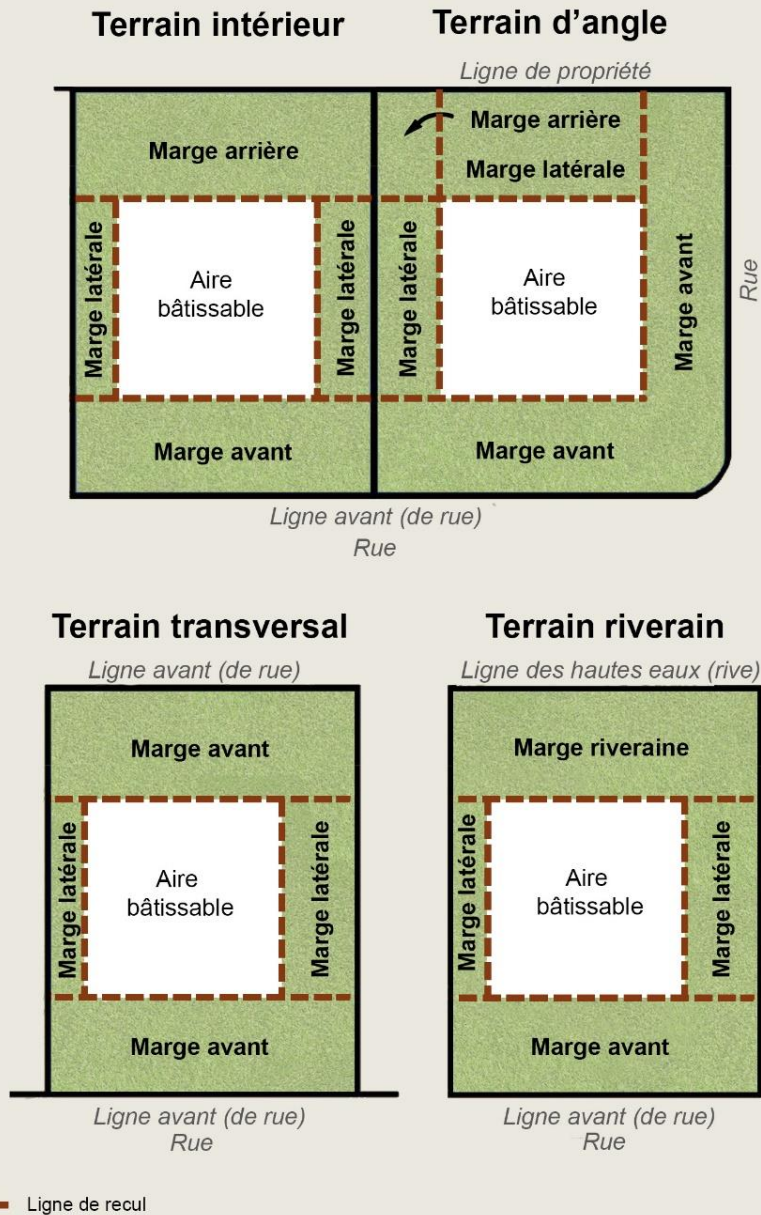 Terrain intérieur
Terrain d’angle
Ligne de propriété
Marge arrière
Marge arrière
Marge latérale
Marge latérale
Aire
bâtissable
Marge latérale
Marge latérale
Aire
bâtissable
Marge avant
Rue
Marge avant
Marge avant
Ligne avant (de rue)
Rue
Terrain transversal
Ligne avant (de rue)
Marge avant
Marge latérale
Aire
bâtissable
Marge latérale
Marge avant
Ligne avant (de rue)
Rue
Terrain riverain
Ligne des hautes eaux (rive)
Marge riveraine
Marge latérale
Aire
bâtissable
Marge latérale
Marge avant
Ligne avant (de rue)
Rue
Ligne de recul